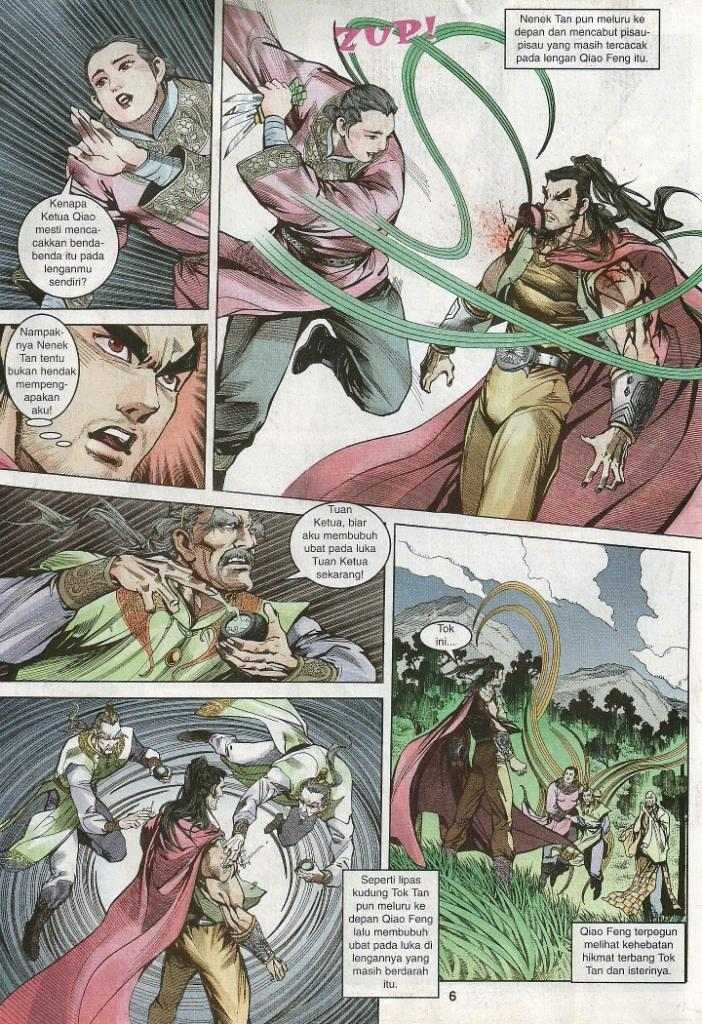 Kenapa
Ketua Qiao
mesti menca-
cakkan benda-
benda itu pada
lenganmu
sendiri?
ZUP!
Nenek Tan pun meluru ke
depan dan mencabut pisau-
pisau yang masih tercacak
pada lengan Qiao Feng itu.
Nampak-
nya Nenek
Tan tentu
bukan hendak
mempeng-
apakan
aku!
Tuan
Ketua, biar
aku membubuh
ubat pada luka
Tuan Ketua
sekarang!
Tok
ini...
Seperti lipas
kudung Tok Tan
pun meluru ke
depan Qiao Feng
lalu membubuh
ubat pada luka di
lengannya yang
masih berdarah
itu.
Qiao Feng terpegun
melihat kehebatan
hikmat terbang Tok
Tan dan isterinya.
6